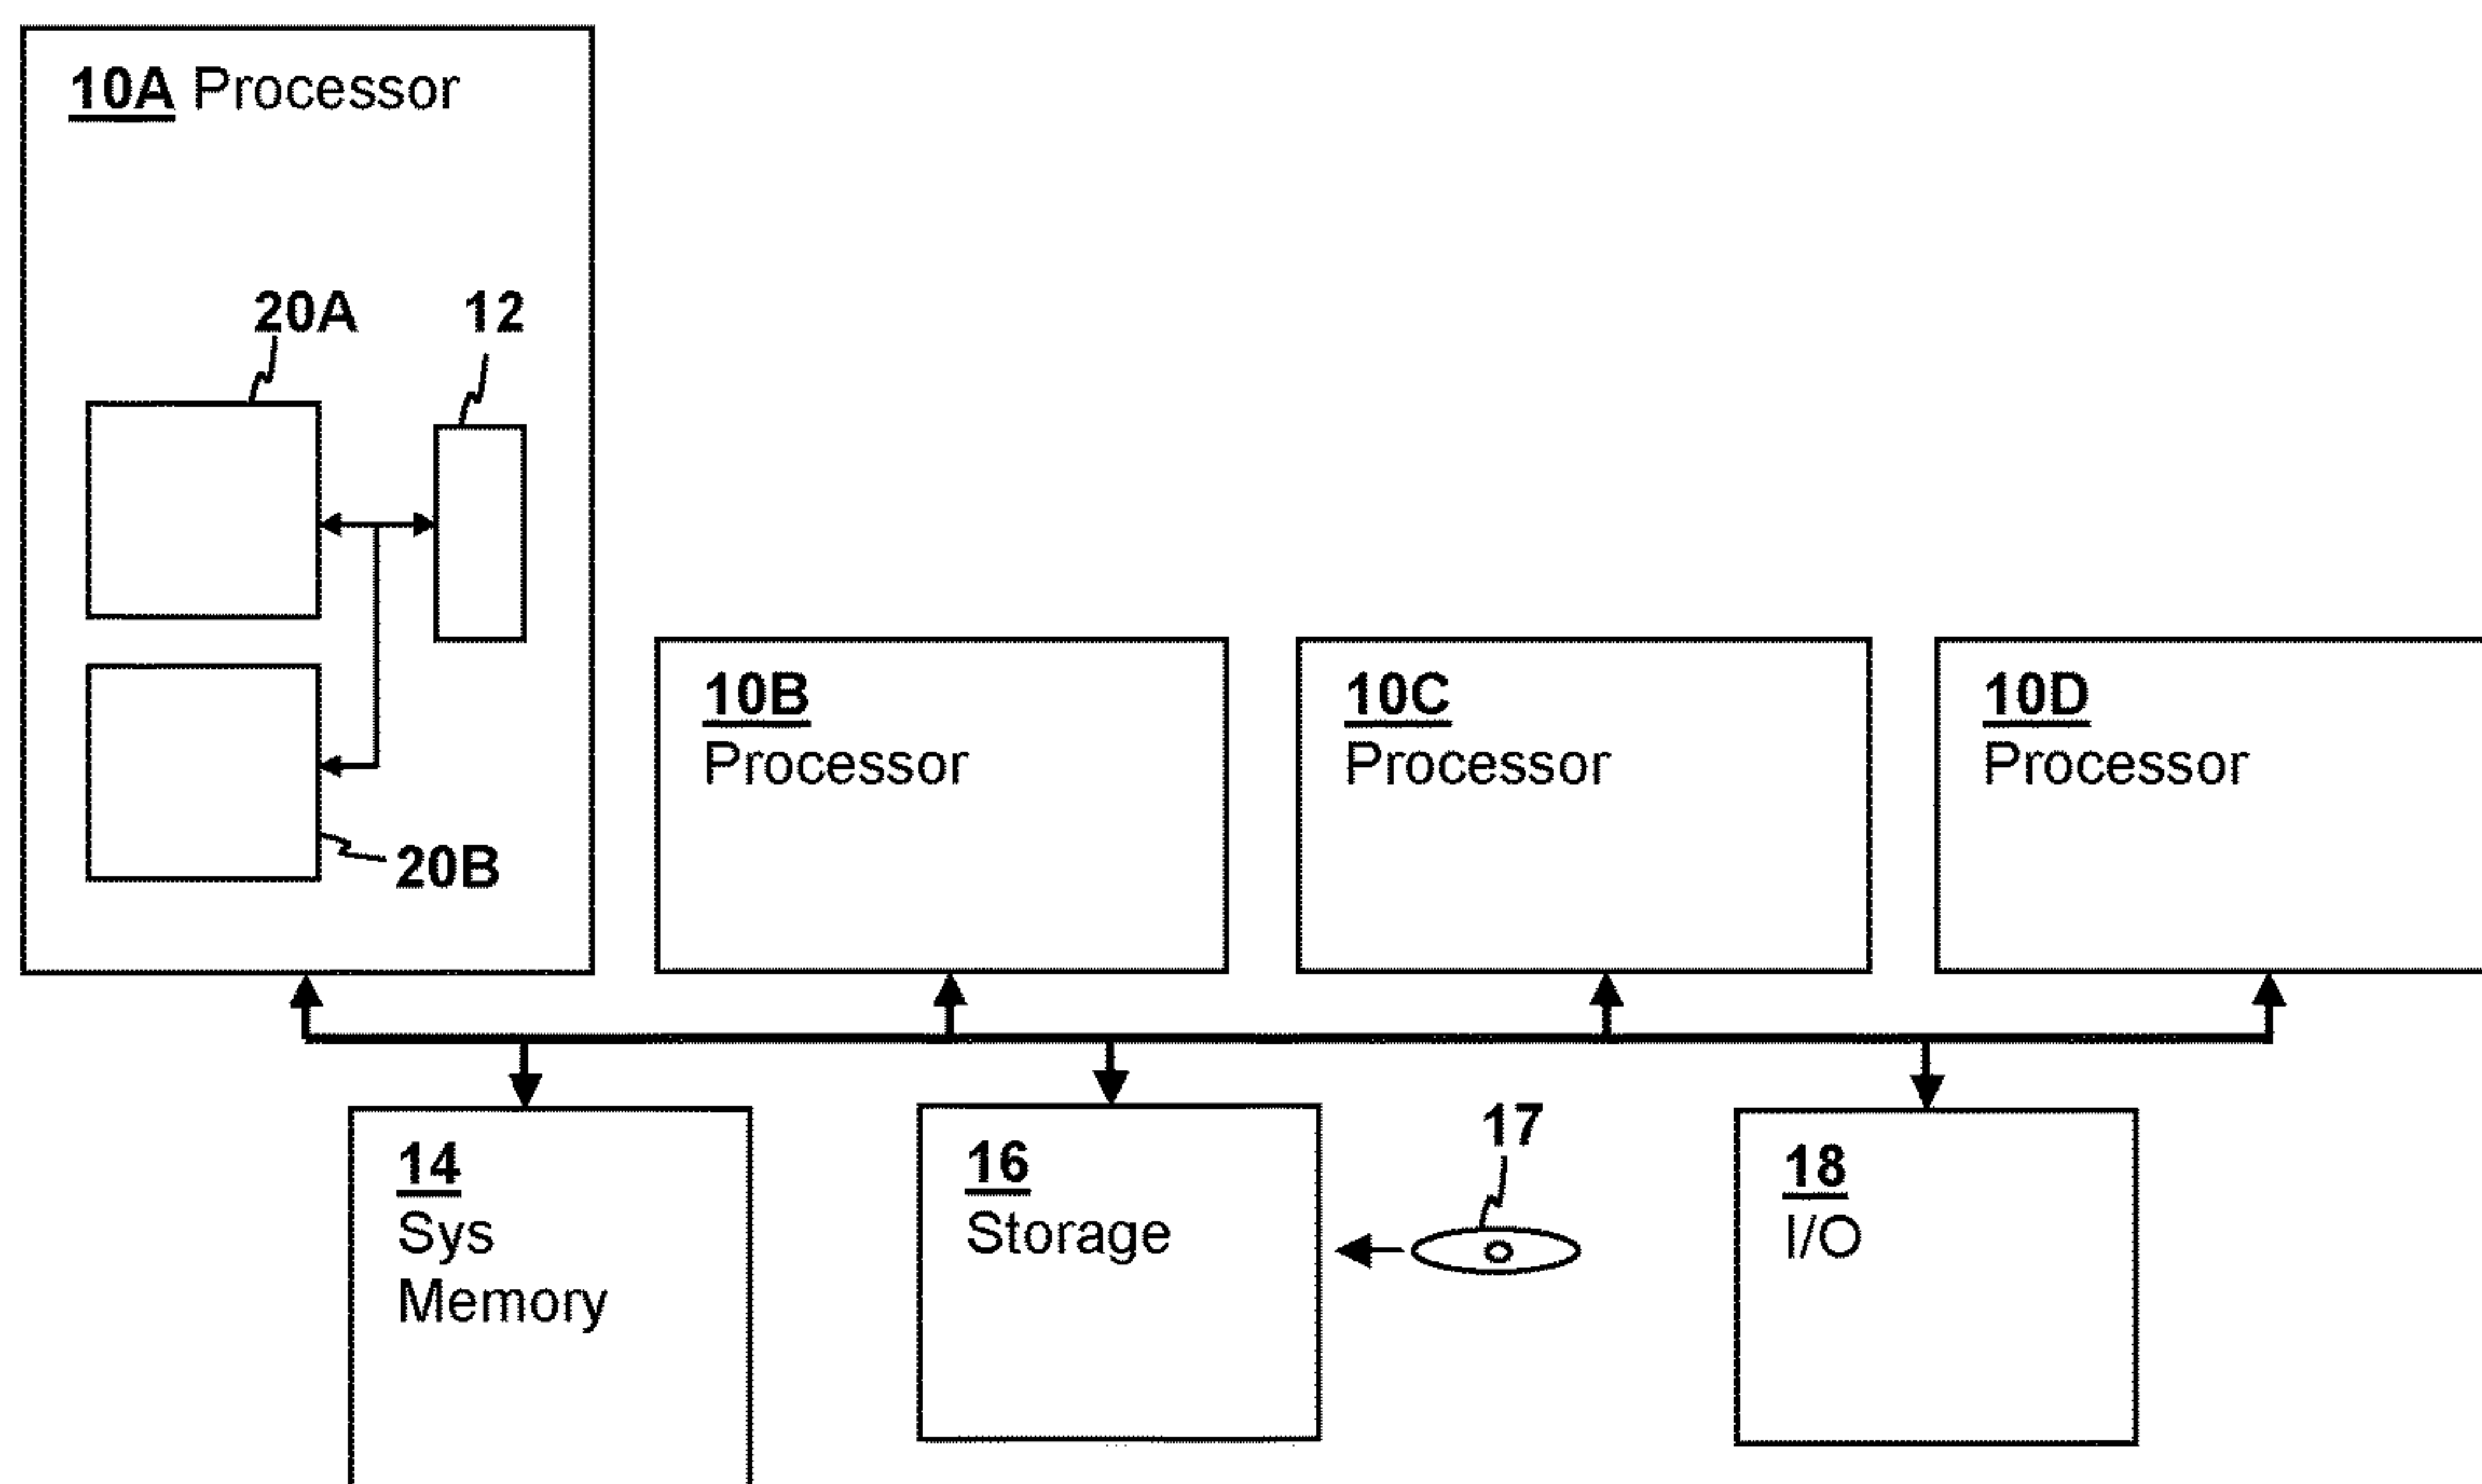 10A Processor
20A
12
20B
10B
Processor
10C
Processor
10D
Processor
14
Sys
Memory
16
Storage
17
18
I/O